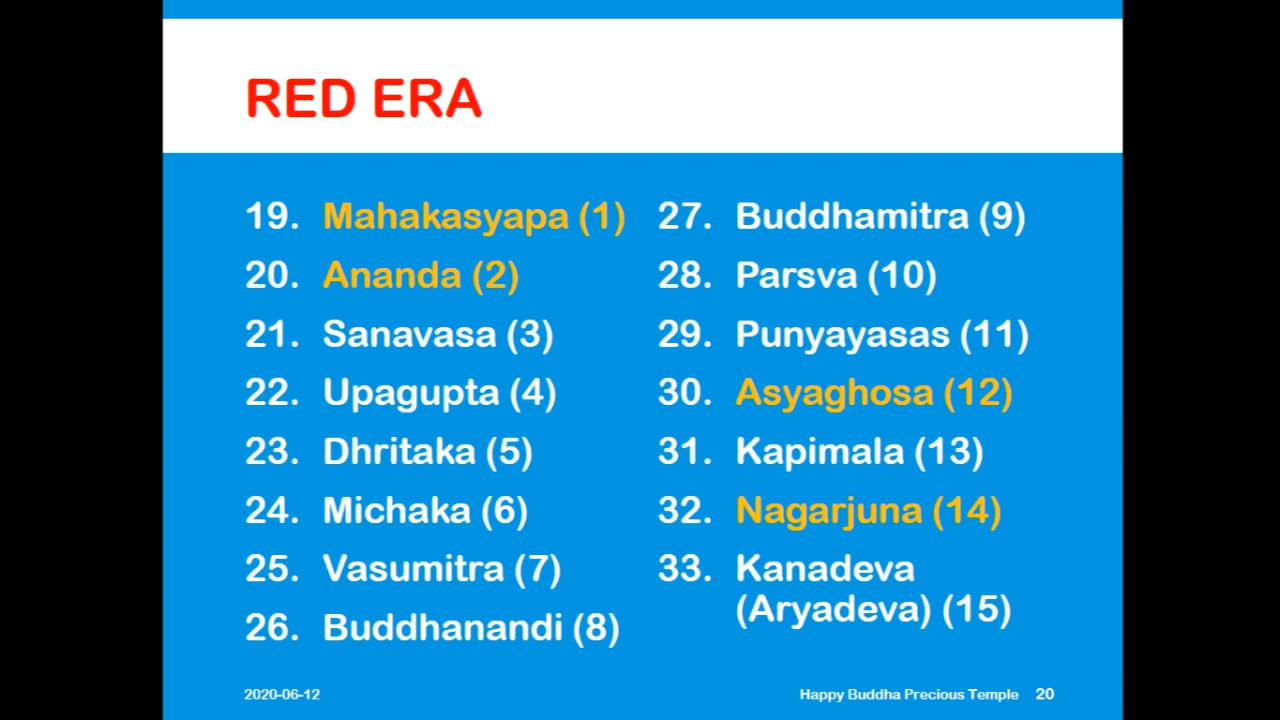 RED ERA
19. Mahakasyapa (1)
20. Ananda (2)
21. Sanavasa (3)
22. Upagupta (4)
23. Dhritaka (5)
24. Michaka (6)
25. Vasumitra (7)
26. Buddhanandi (8)
27. Buddhamitra (9)
28. Parsva (10)
29. Punyayasas (11)
30. Asyaghosa (12)
31. Kapimala (13)
32. Nagarjuna (14)
33. Kanadeva
(Aryadeva) (15)
2020-06-12
Happy Buddha Precious Temple 20